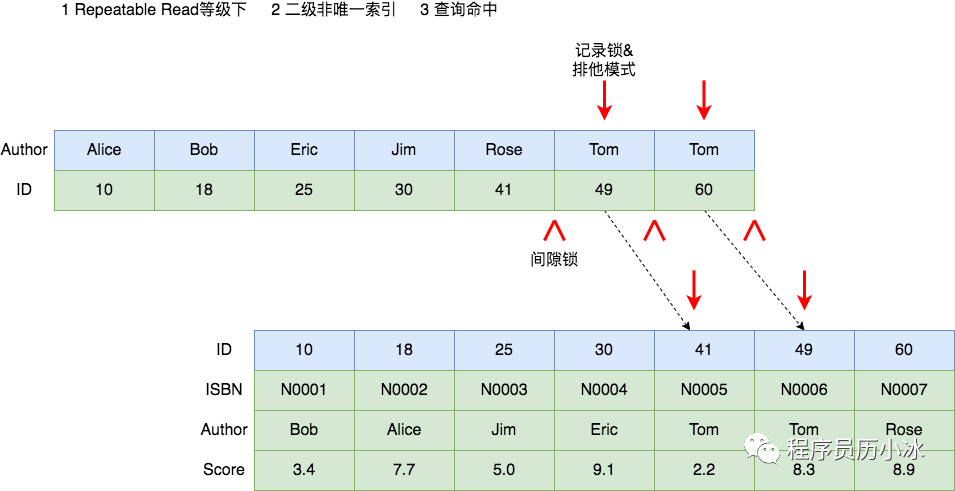 1 Repeatable Read等级下 2 二级非唯一索引 3 查询命中
记录锁&
排他模式
Author Alice Bob Eric Jim Rose Tom Tom
ID 10 18 25 30 41 49 60
间隙锁
ID 10 18 25 30 41 49 60
ISBN N0001 N0002 N0003 N0004 N0005 N0006 N0007
Author Bob Alice Jim Eric Tom Tom Rose
Score 3.4 7.7 5.0 9.1 2.2 8.3 8.9
程序员历小冰